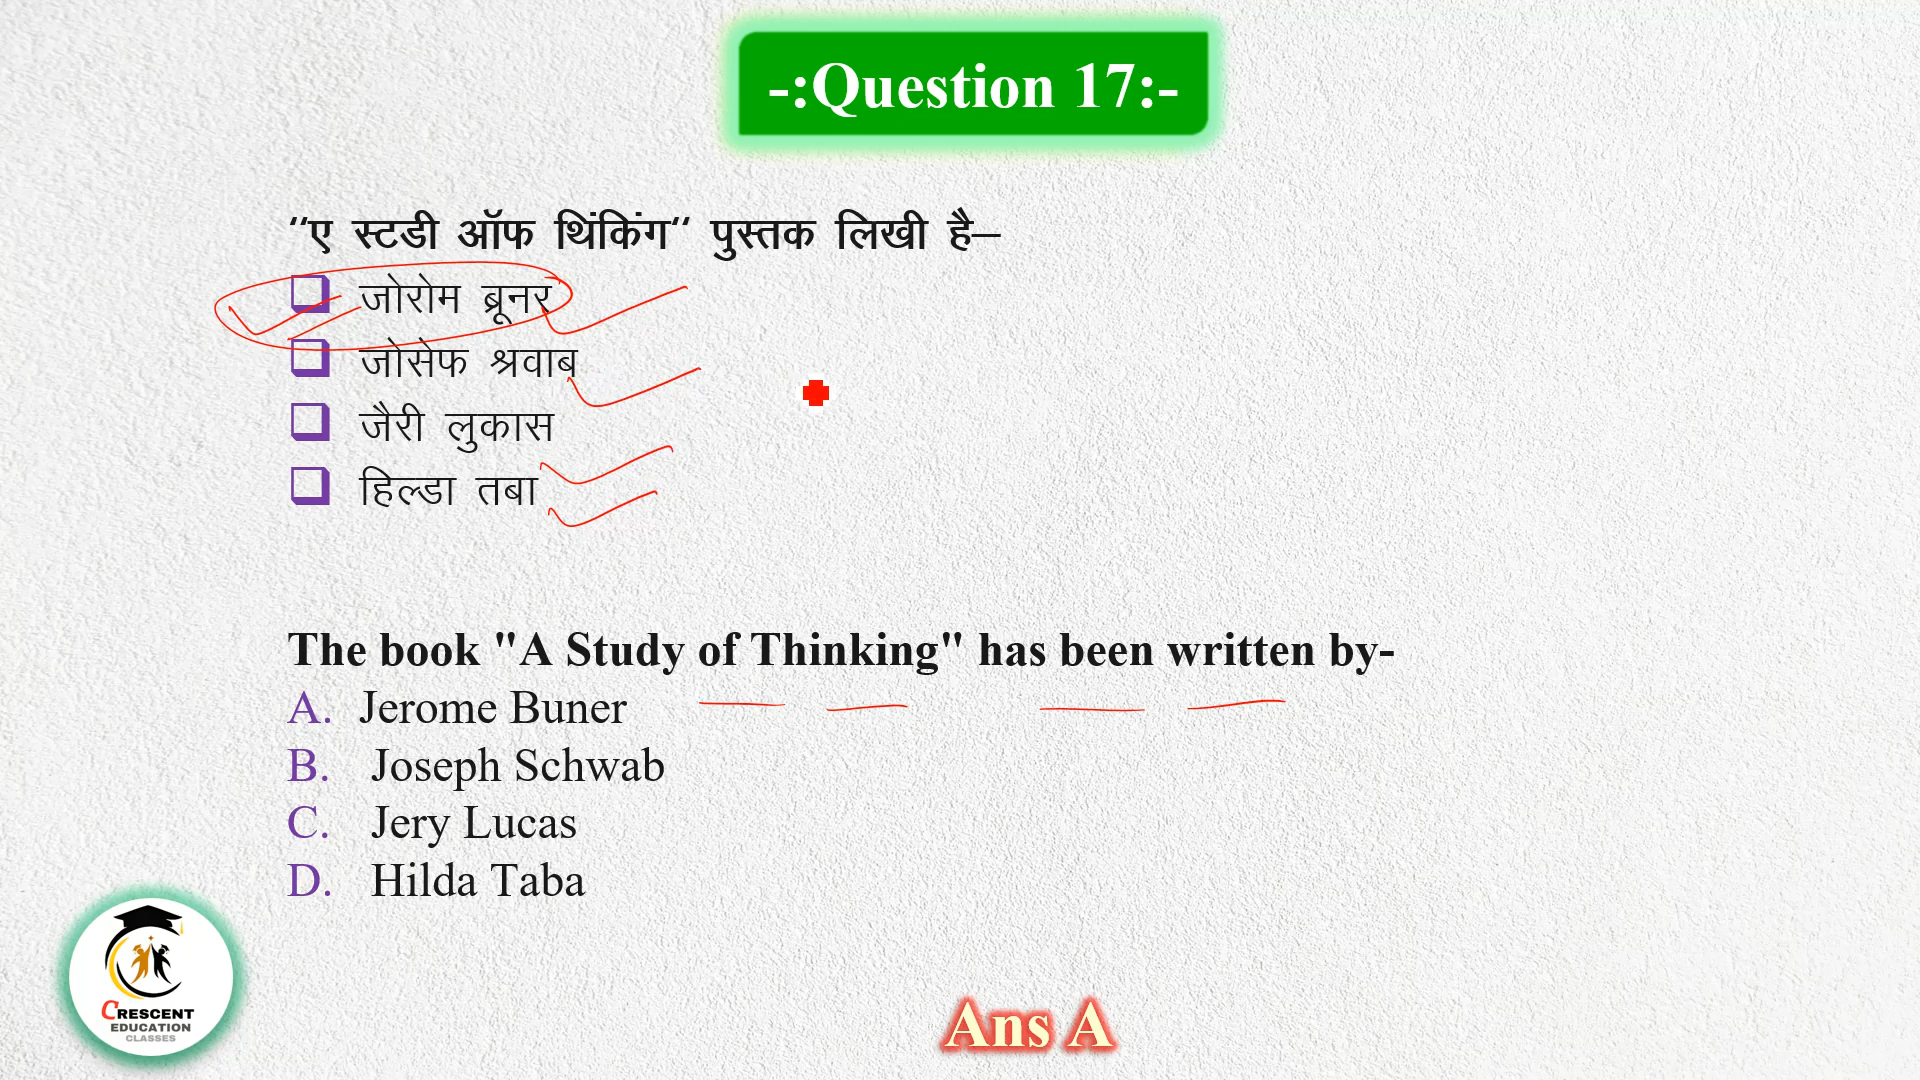 -:Question 17:-
‘‘ए स्टडी ऑफ थिंकिंग‘‘ पुस्तक लिखी है–
जोरोम ब्रूनर
जोसेफ श्रवाब
जैरी लुकास
हिल्डा तबा
The book "A Study of Thinking" has been written by-
A. Jerome Buner
B. Joseph Schwab
C. Jery Lucas
D. Hilda Taba
CRESCENT
EDUCATION
CLASSES
Ans A